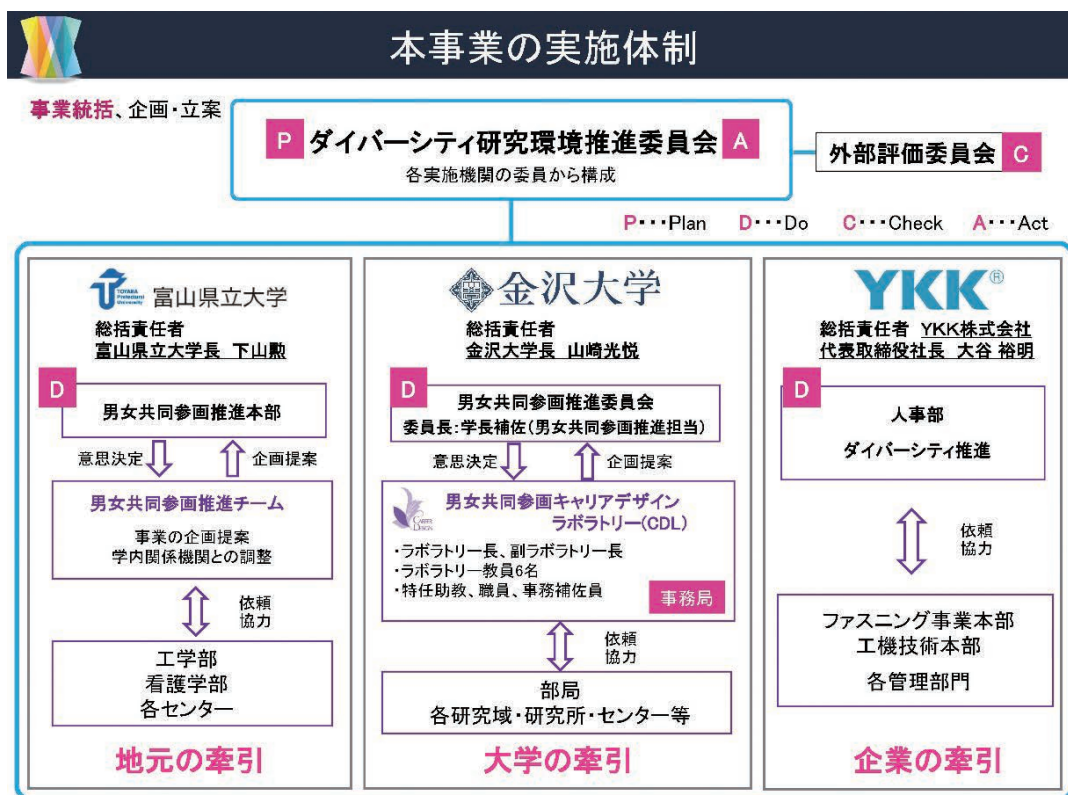 本事業の実施体制
事業統括、企画・立案
P ダイバーシティ研究環境推進委員会 A
各実施機関の委員から構成
外部評価委員会 C
P・・・Plan D・・・Do C・・・Check A・・・Act
TOYAMA
Prefectural
University
富山県立大学
総括責任者
富山県立大学長 下山勲
D
男女共同参画推進本部
意思決定 企画提案
男女共同参画推進チーム
事業の企画提案
学内関係機関との調整
依頼
協力
工学部
看護学部
各センター
地元の牽引
金沢大学
総括責任者
金沢大学長 山崎光悦
D
男女共同参画推進委員会
委員長:学長補佐(男女共同参画推進担当)
意思決定 企画提案
CAREER
DESIGN
男女共同参画キャリアデザイン
ラボラトリー(CDL)
・ラボラトリー長、副ラボラトリー長
・ラボラトリー教員6名
・特任助教、職員、事務補佐員
事務局
依頼
協力
部局
各研究域・研究所・センター等
大学の牽引
YKK®
総括責任者 YKK株式会社
代表取締役社長 大谷 裕明
D
人事部
ダイバーシティ推進
依頼
協力
ファスニング事業本部
工機技術本部
各管理部門
企業の牽引